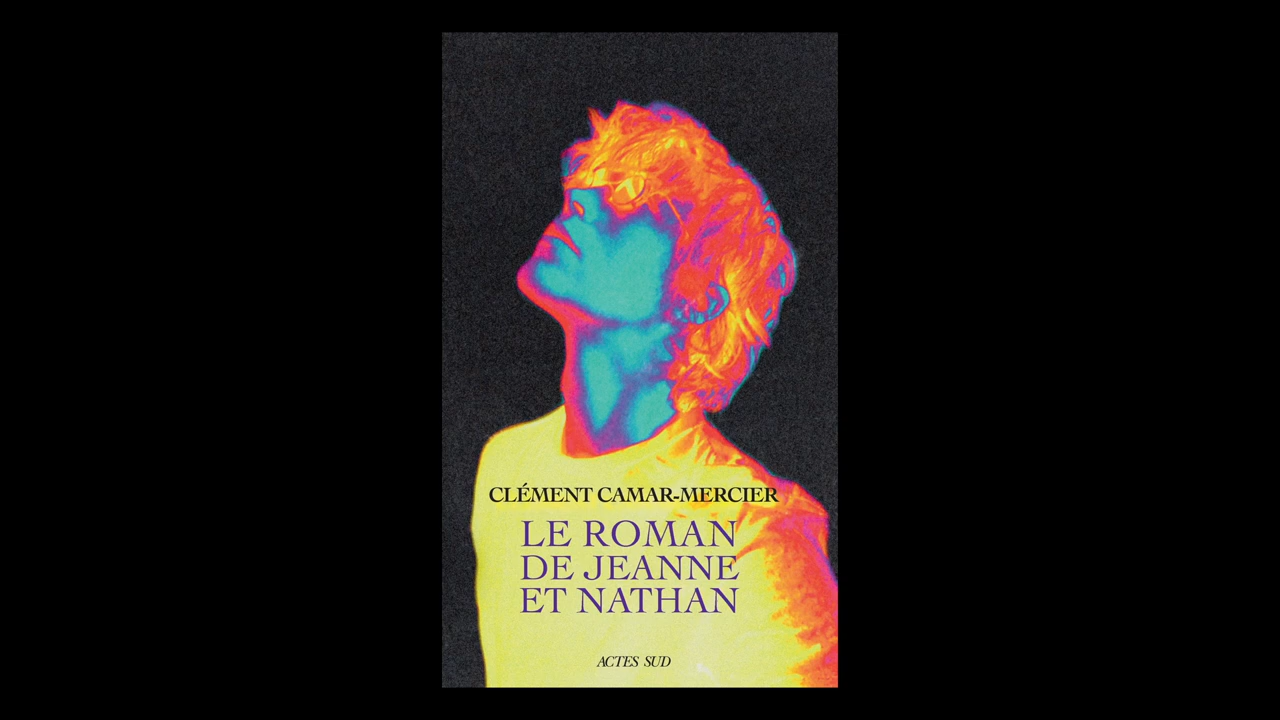 CLÉMENT CAMAR-MERCIER
LE ROMAN
DE JEANNE
ET NATHAN
ACTES SUD